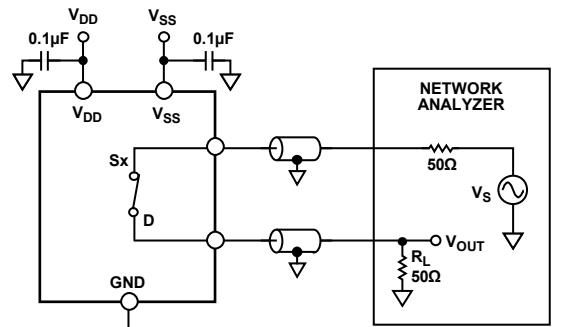 VDD VSS
0.1µF 0.1µF
VDD VSS
NETWORK
ANALYZER
Sx
50Ω
VS
D
VOUT
RL
50Ω
GND